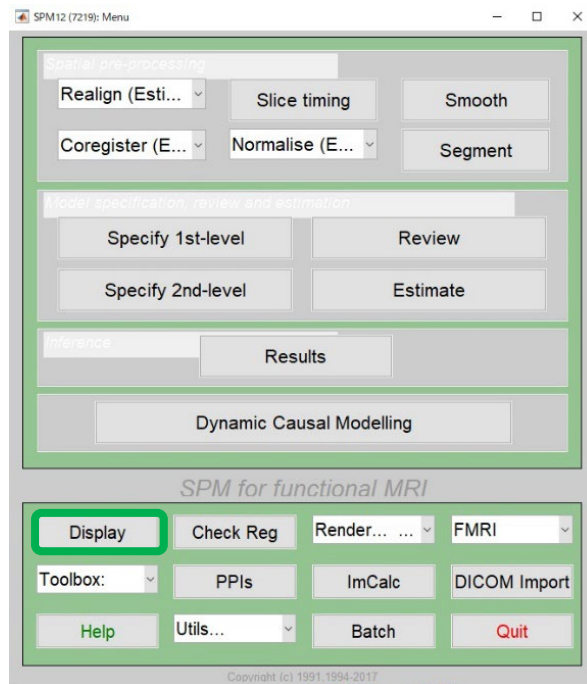 SPM12 (7219): Menu
Spatial pre-processing
Realign (Esti...
Slice timing
Smooth
Coregister (E...
Normalise (E...
Segment
Model specification, review and estimation
Specify 1st-level
Review
Specify 2nd-level
Estimate
Inference
Results
Dynamic Causal Modelling
SPM for functional MRI
Display
Check Reg
Render... ...
FMRI
Toolbox:
PPIs
ImCalc
DICOM Import
Help
Utils...
Batch
Quit
Copyright (c) 1991,1994-2017